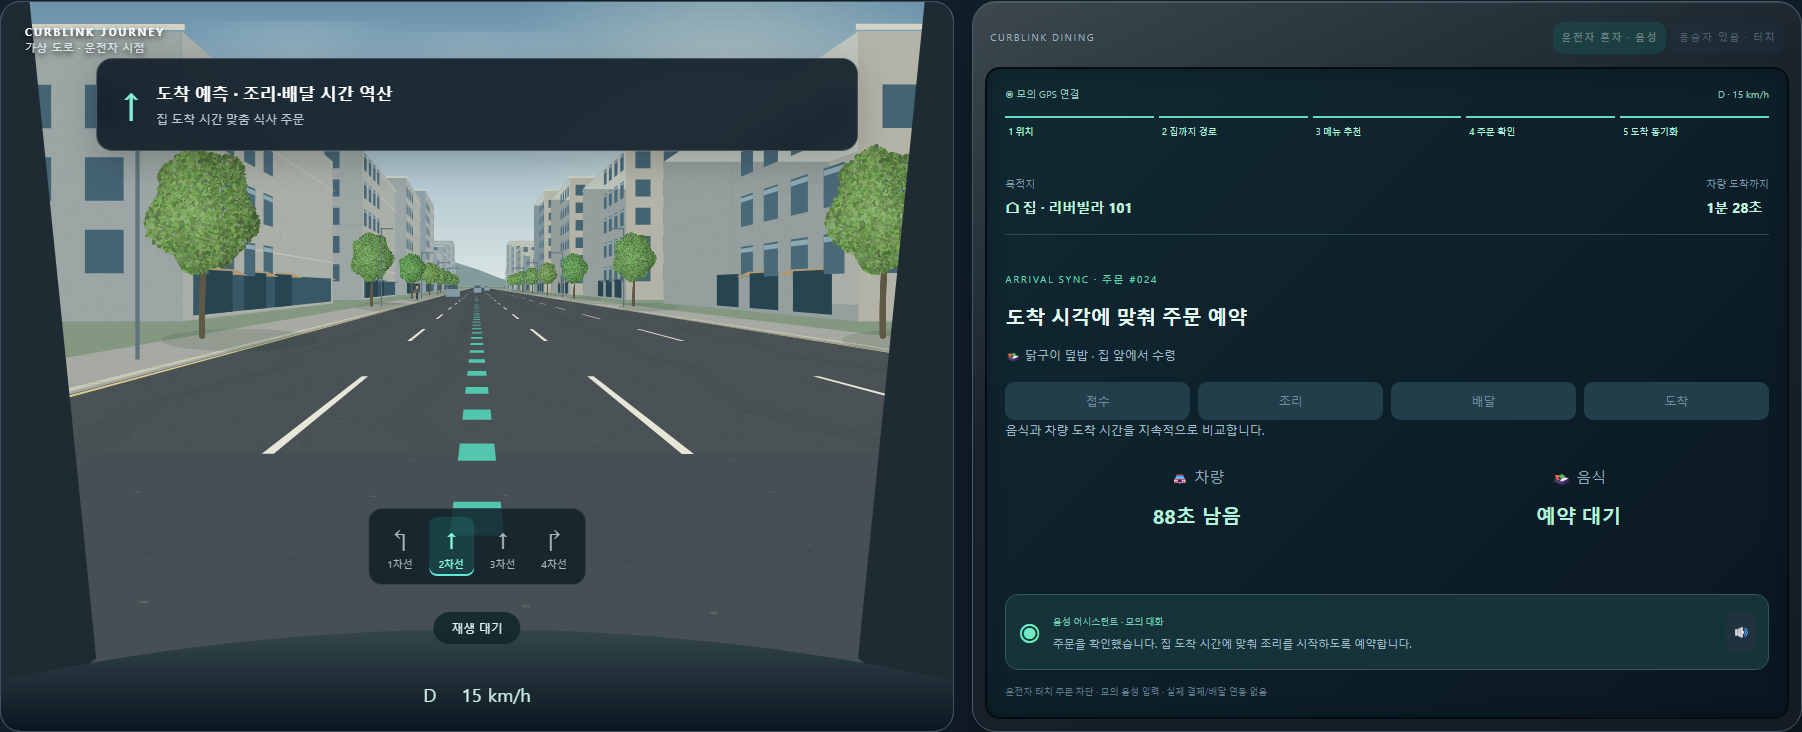 CURBLINK JOURNEY
가상 도로 · 운전자 시점
도착 예측 · 조리·배달 시간 역산
집 도착 시간 맞춤 식사 주문
1차선
2차선
3차선
4차선
재생 대기
D 15 km/h
CURBLINK DINING
운전자 혼자 · 음성
동승자 있음 · 터치
모의 GPS 연결
D · 15 km/h
1 위치
2 집까지 경로
3 메뉴 추천
4 주문 확인
5 도착 동기화
목적지
차량 도착까지
집 · 리버빌라 101
1분 28초
ARRIVAL SYNC · 주문 #024
도착 시각에 맞춰 주문 예약
닭구이 덮밥 · 집 앞에서 수령
접수
조리
배달
도착
음식과 차량 도착 시간을 지속적으로 비교합니다.
차량
음식
88초 남음
예약 대기
음성 어시스턴트 · 모의 대화
주문을 확인했습니다. 집 도착 시간에 맞춰 조리를 시작하도록 예약합니다.
운전자 터치 주문 차단 · 모의 음성 입력 · 실제 결제/배달 연동 없음